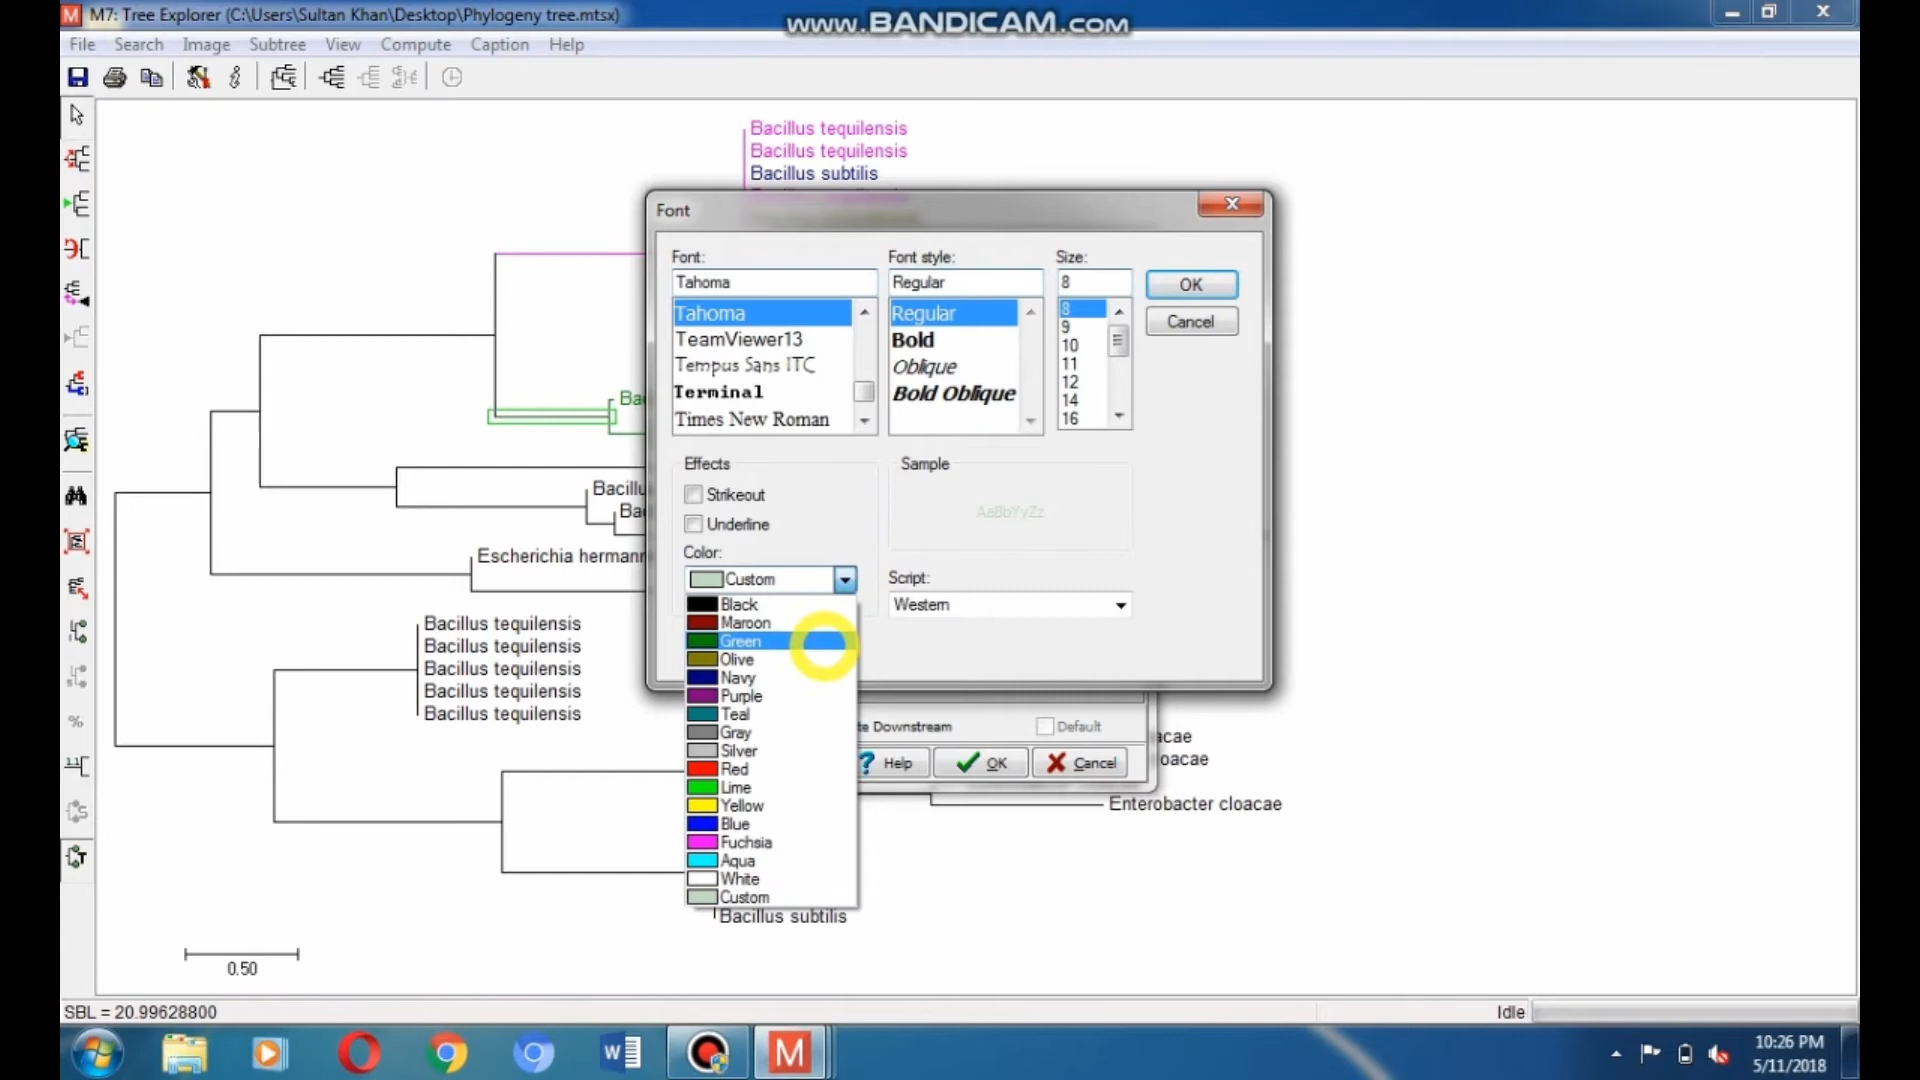 M7: Tree Explorer (C:\Users\Sultan Khan\Desktop\Phylogeny tree.mtsx)
www.BANDICAM.com
File Search Image Subtree View Compute Caption Help
Bacillus tequilensis
Bacillus tequilensis
Bacillus subtilis
Font
Font: Font style: Size:
Tahoma Regular 8
OK
Cancel
Tahoma Regular 8
9
TeamViewer13 Bold 10
Tempus Sans ITC Oblique 11
12
Terminal Bold Oblique 14
Times New Roman 16
Bac
Effects Sample
Bacillu Strikeout
Bac Underline AaBbYyZz
Color:
Escherichia hermann
Custom Script:
Western
Black
Maroon
Green
Olive
Navy
Purple
Teal
Gray
Silver
Red
Lime
Yellow
Blue
Fuchsia
Aqua
White
Custom
Bacillus tequilensis
Bacillus tequilensis
Bacillus tequilensis
Bacillus tequilensis
Bacillus tequilensis
te Downstream Default
acae
? Help OK Cancel
oacae
Enterobacter cloacae
Bacillus subtilis
0.50
SBL = 20.99628800 Idle
10:26 PM
5/11/2018